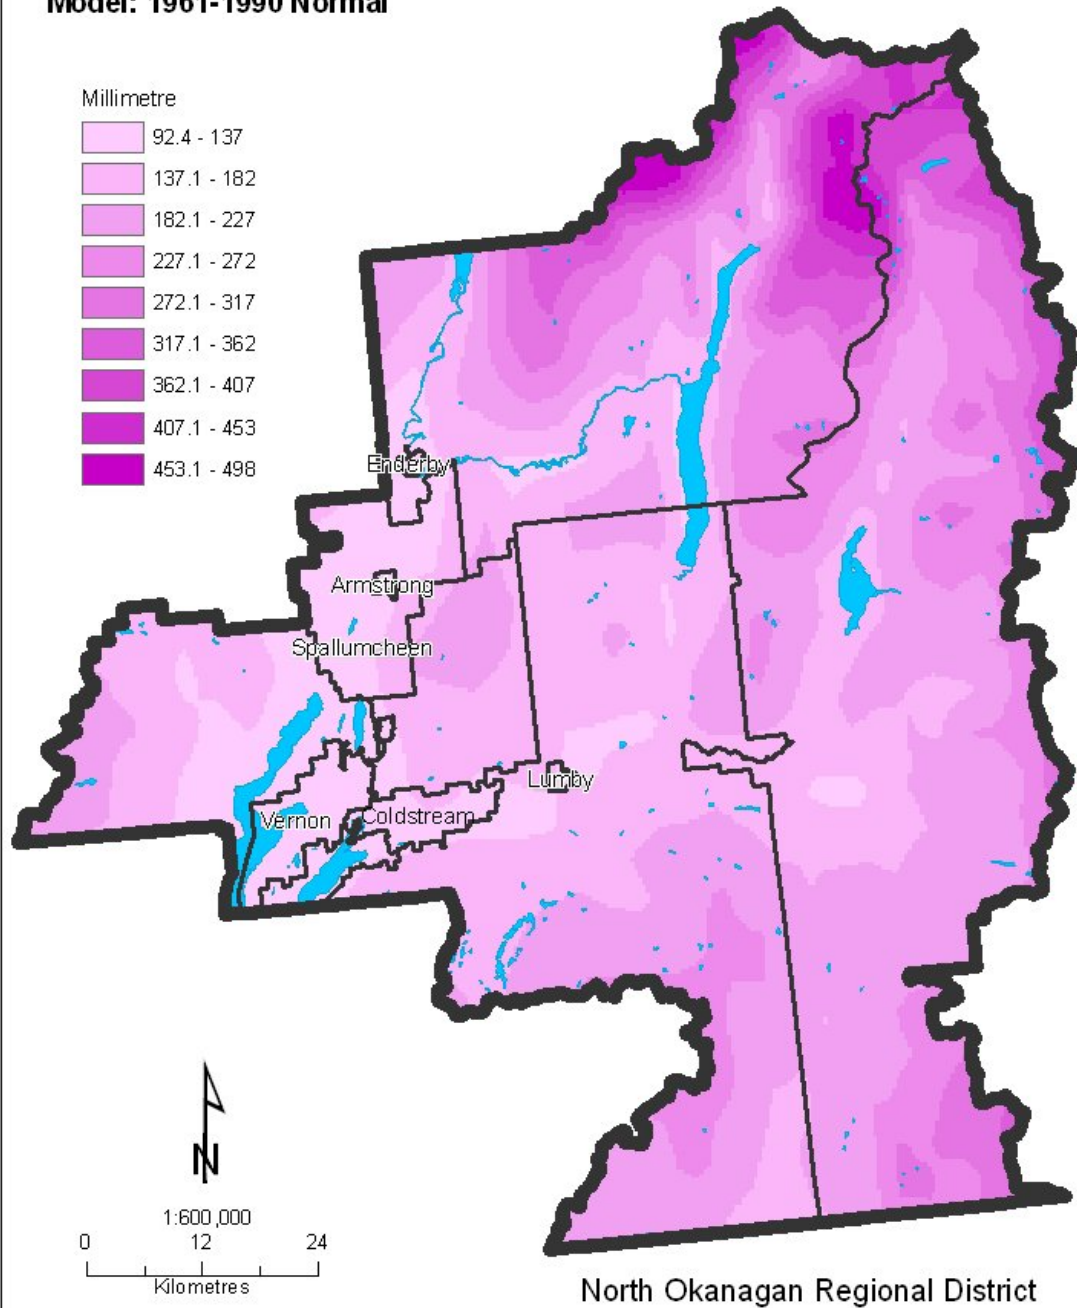 Model: 1961-1990 Normal
Millimetre
92.4 - 137
137.1 - 182
182.1 - 227
227.1 - 272
272.1 - 317
317.1 - 362
362.1 - 407
407.1 - 453
453.1 - 498
Enderby
Armstrong
Spallumcheen
Lumby
Vernon
Coldstream
N
1:600,000
0 12 24
Kilometres
North Okanagan Regional District